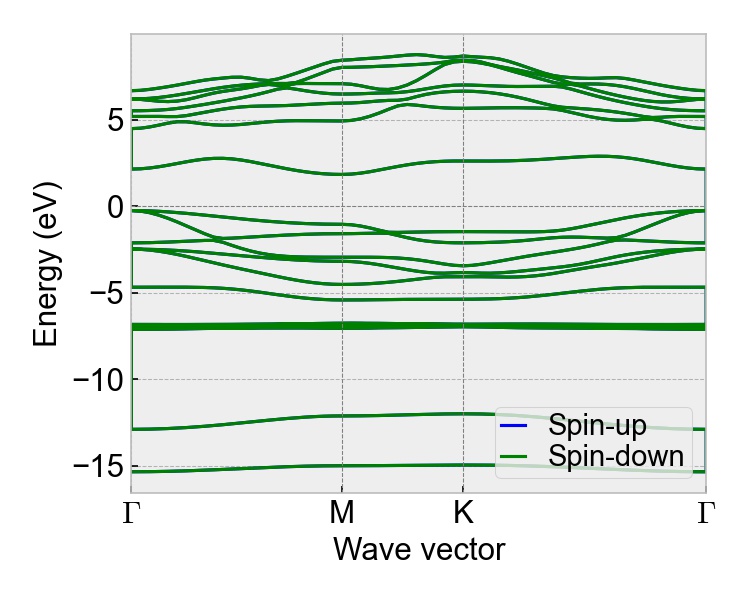 Energy (eV)
5
0
−5
−10
−15
Spin-up
Spin-down
Γ M K Γ
Wave vector